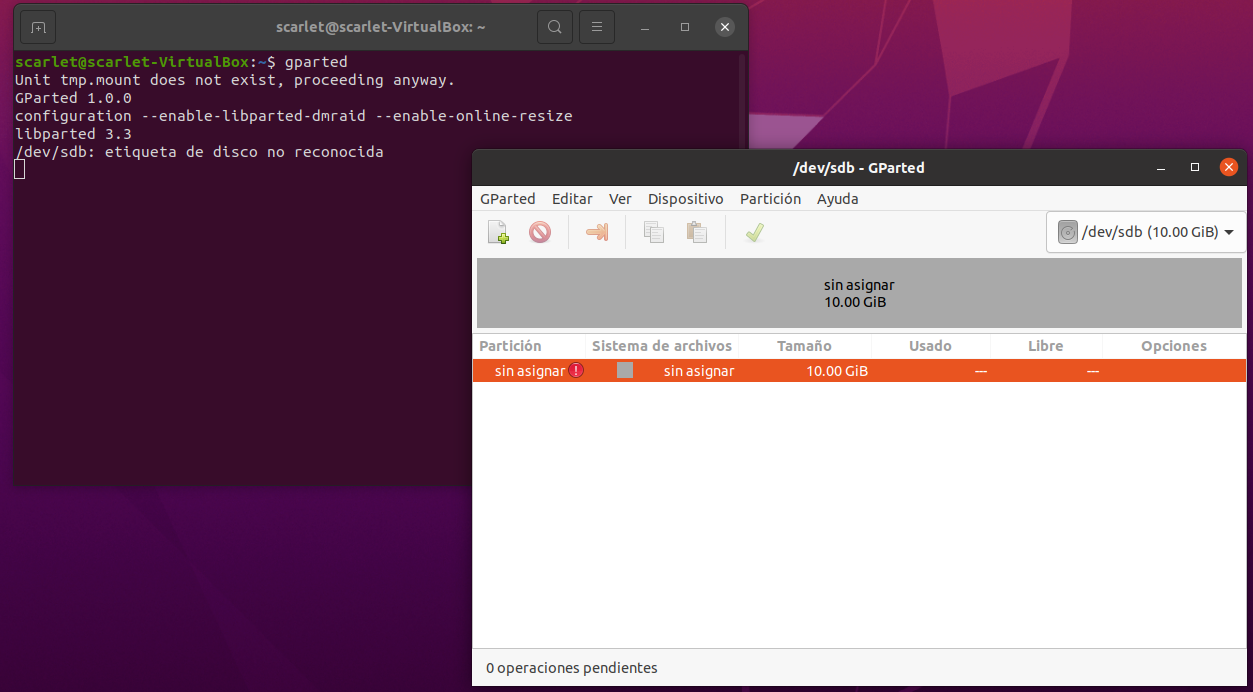 scarlet@scarlet-VirtualBox: ~
scarlet@scarlet-VirtualBox:~$ gparted
Unit tmp.mount does not exist, proceeding anyway.
GParted 1.0.0
configuration --enable-libparted-dmraid --enable-online-resize
libparted 3.3
/dev/sdb: etiqueta de disco no reconocida
/dev/sdb - GParted
GParted Editar Ver Dispositivo Partición Ayuda
/dev/sdb (10.00 GiB)
sin asignar
10.00 GiB
Partición Sistema de archivos Tamaño Usado Libre Opciones
sin asignar sin asignar 10.00 GiB --- ---
0 operaciones pendientes